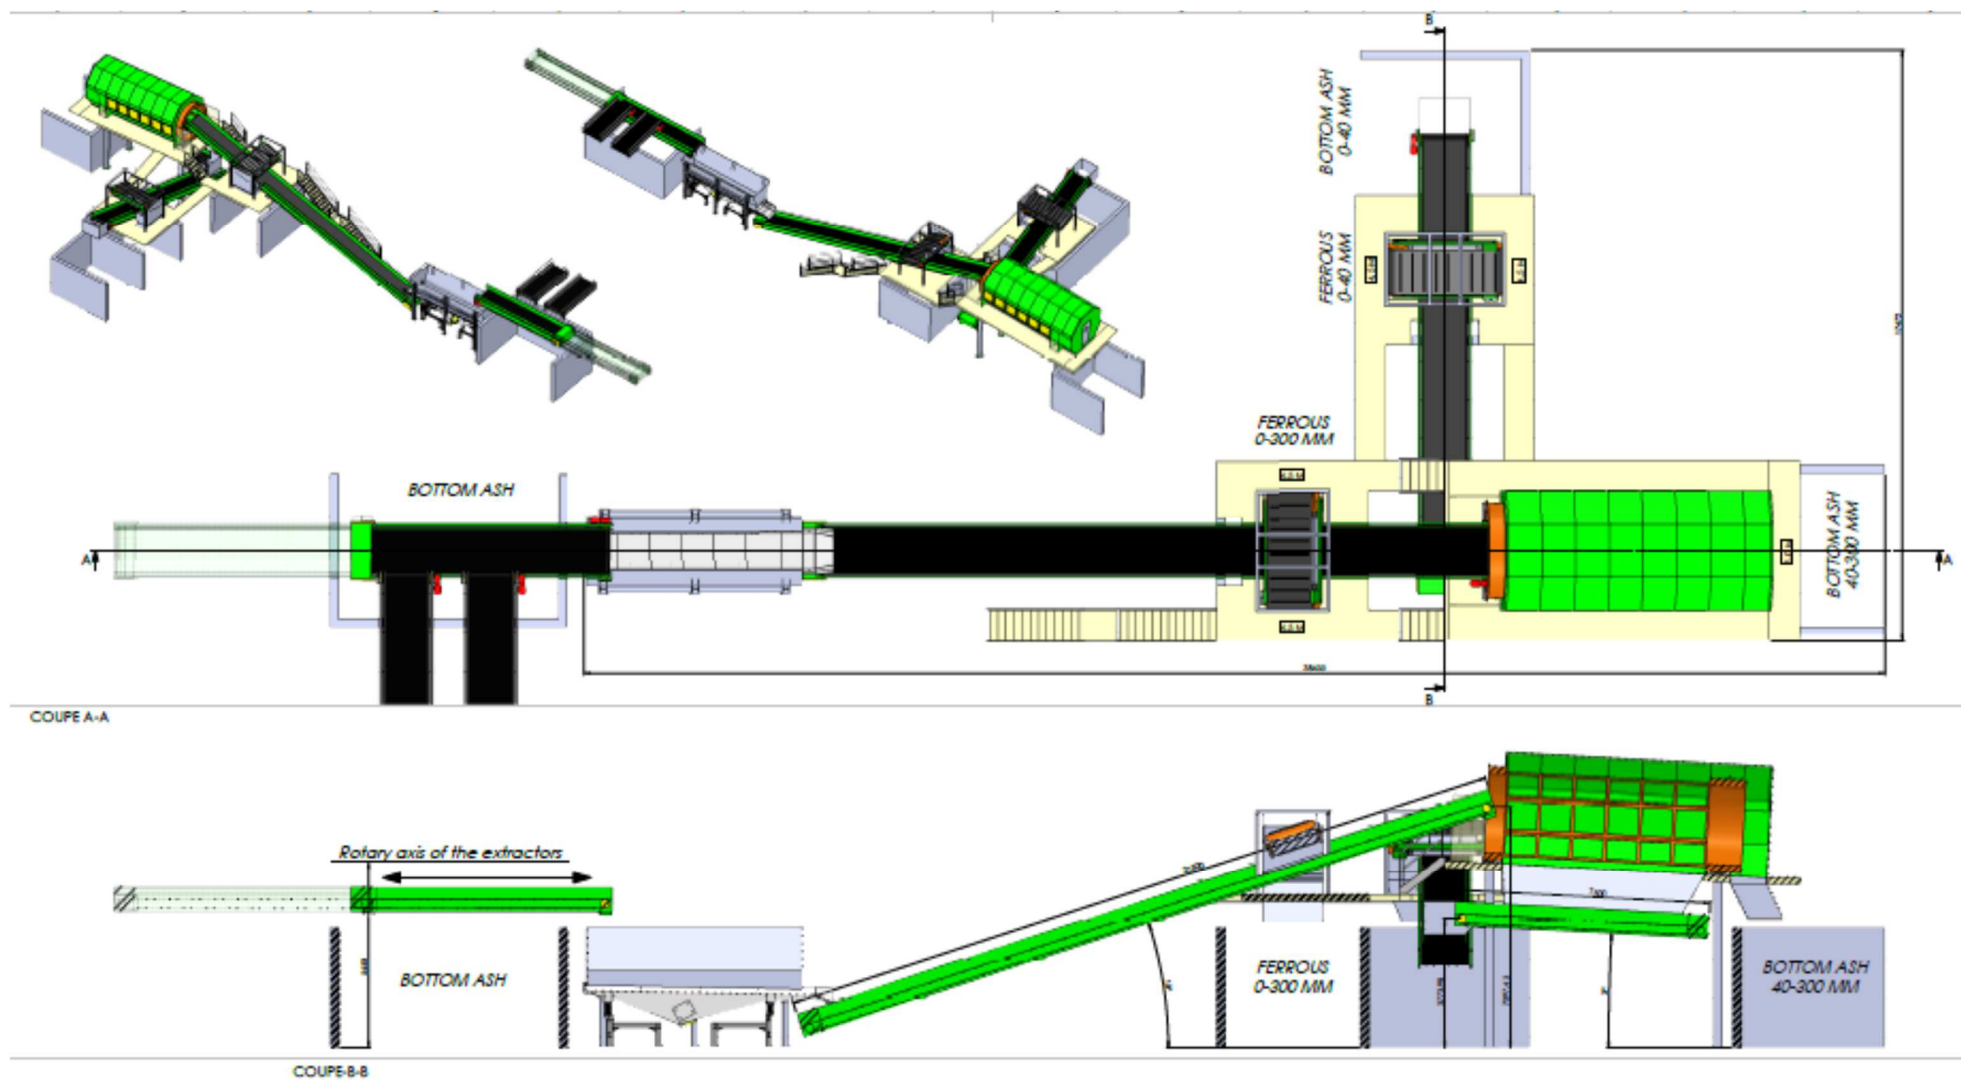 B
BOTTOM ASH
0-40 MM
FERROUS
0-40 MM
FERROUS
0-300 MM
BOTTOM ASH
A
A
BOTTOM ASH
40-300 MM
B
COUPE A-A
Rotary axis of the extractors
BOTTOM ASH
FERROUS
0-300 MM
BOTTOM ASH
40-300 MM
COUPE B-B